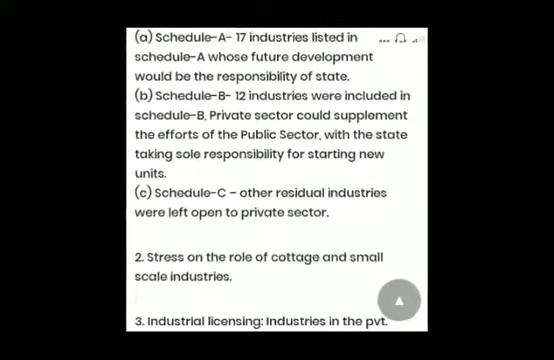 (a) Schedule-A- 17 industries listed in
schedule-A whose future development
would be the responsibility of state.
(b) Schedule-B- 12 industries were included in
schedule-B, Private sector could supplement
the efforts of the Public Sector, with the state
taking sole responsibility for starting new
units.
(c) Schedule-C – other residual industries
were left open to private sector.
2. Stress on the role of cottage and small
scale industries.
3. Industrial licensing: Industries in the pvt.